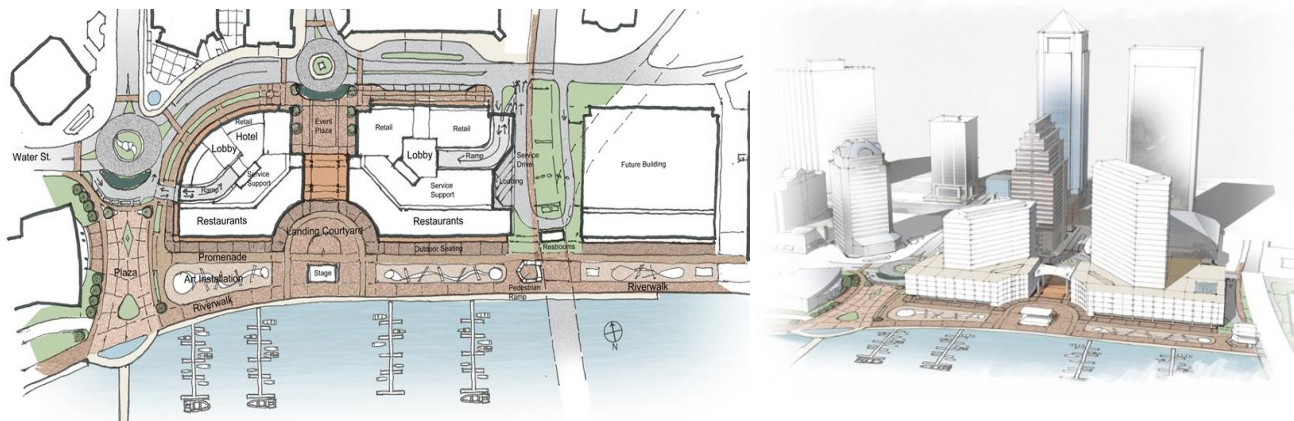 Retail
Hotel
Lobby
Event
Plaza
Retail
Retail
Lobby
Water St.
Ramp
Service
Support
Ramp
Service
Drive
Future Building
Service
Support
Loading
Restaurants
Restaurants
Landing Courtyard
Outdoor Seating
Restrooms
Promenade
Plaza
Art Installation
Stage
Pedestrian
Ramp
Riverwalk
Riverwalk
N